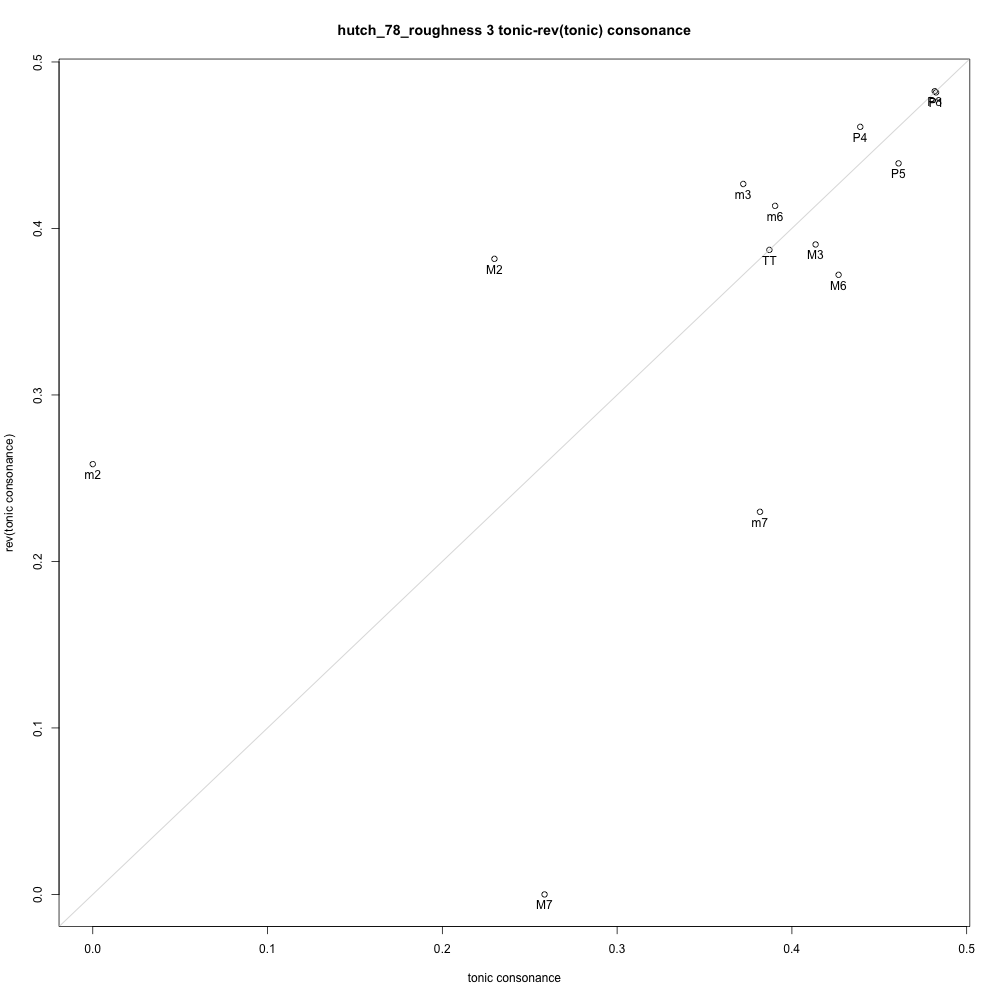 hutch_78_roughness 3 tonic-rev(tonic) consonance
0.5
P4
P5
m3
m6
0.4
M3
TT
M2
M6
0.3
rev(tonic consonance)
m2
m7
0.2
0.1
0.0
M7
0.0 0.1 0.2 0.3 0.4 0.5
tonic consonance